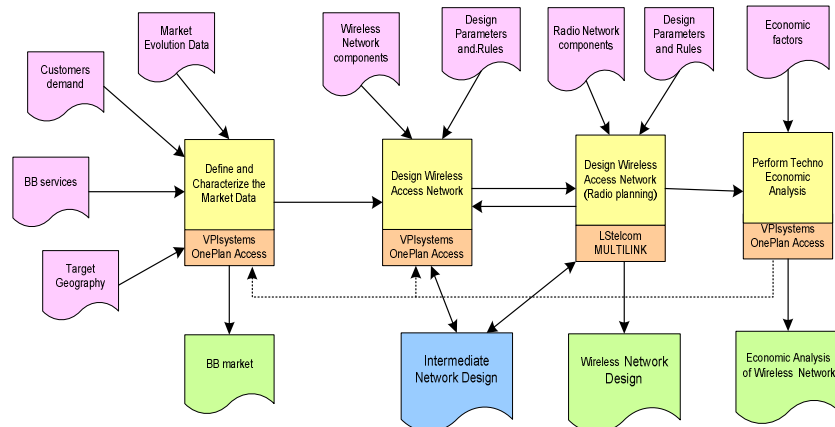 Market
Evolution Data
Wireless
Network
components
Design
Parameters
and.Rules
Radio Network
components
Design
Parameters
and Rules
Economic
factors
Customers
demand
BB services
Target
Geography
Define and
Characterize the
Market Data
VPIsystems
OnePlan Access
Design Wireless
Access Network
VPIsystems
OnePlan Access
Design Wireless
Access Network
(Radio planning)
LStelcom
MULTILINK
Perform Techno
Economic
Analysis
VPIsystems
OnePlan Access
BB market
Intermediate
Network Design
Wireless Network
Design
Economic Analysis
of Wireless Network